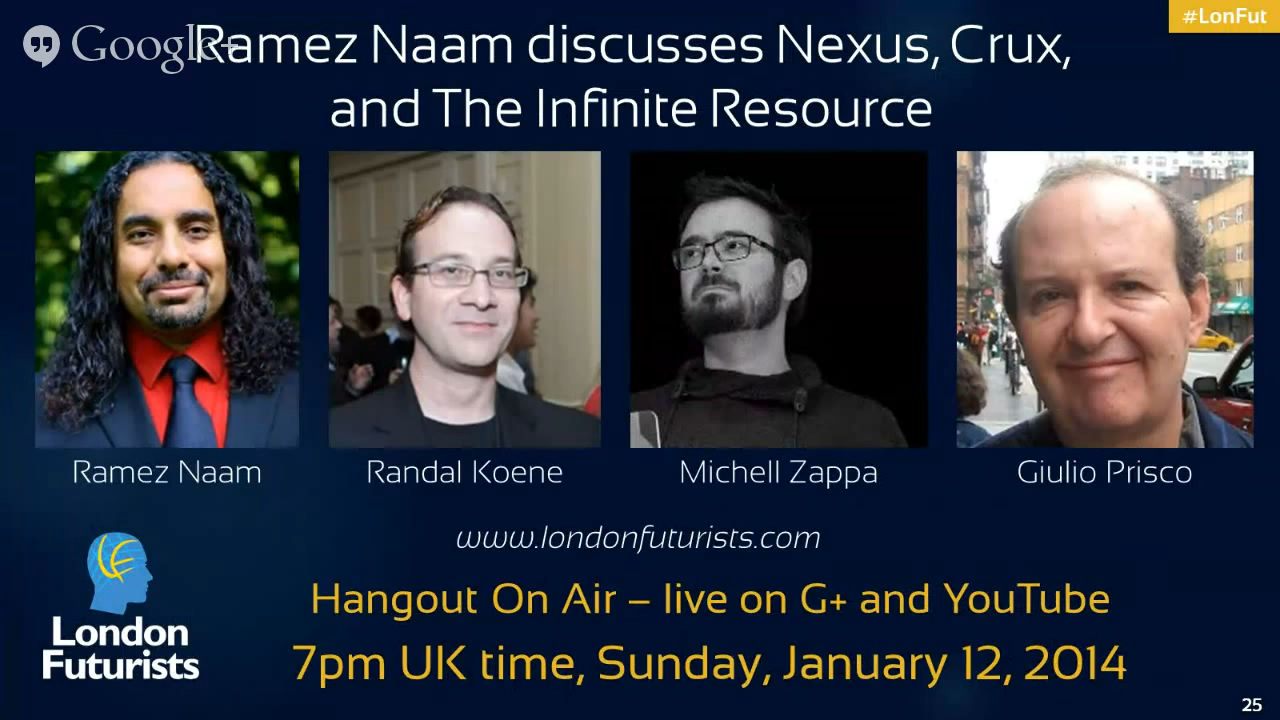 #LonFut
Google+
Ramez Naam discusses Nexus, Crux,
and The Infinite Resource
Ramez Naam
Randal Koene
Michell Zappa
Giulio Prisco
www.londonfuturists.com
Hangout On Air – live on G+ and YouTube
7pm UK time, Sunday, January 12, 2014
London
Futurists
25